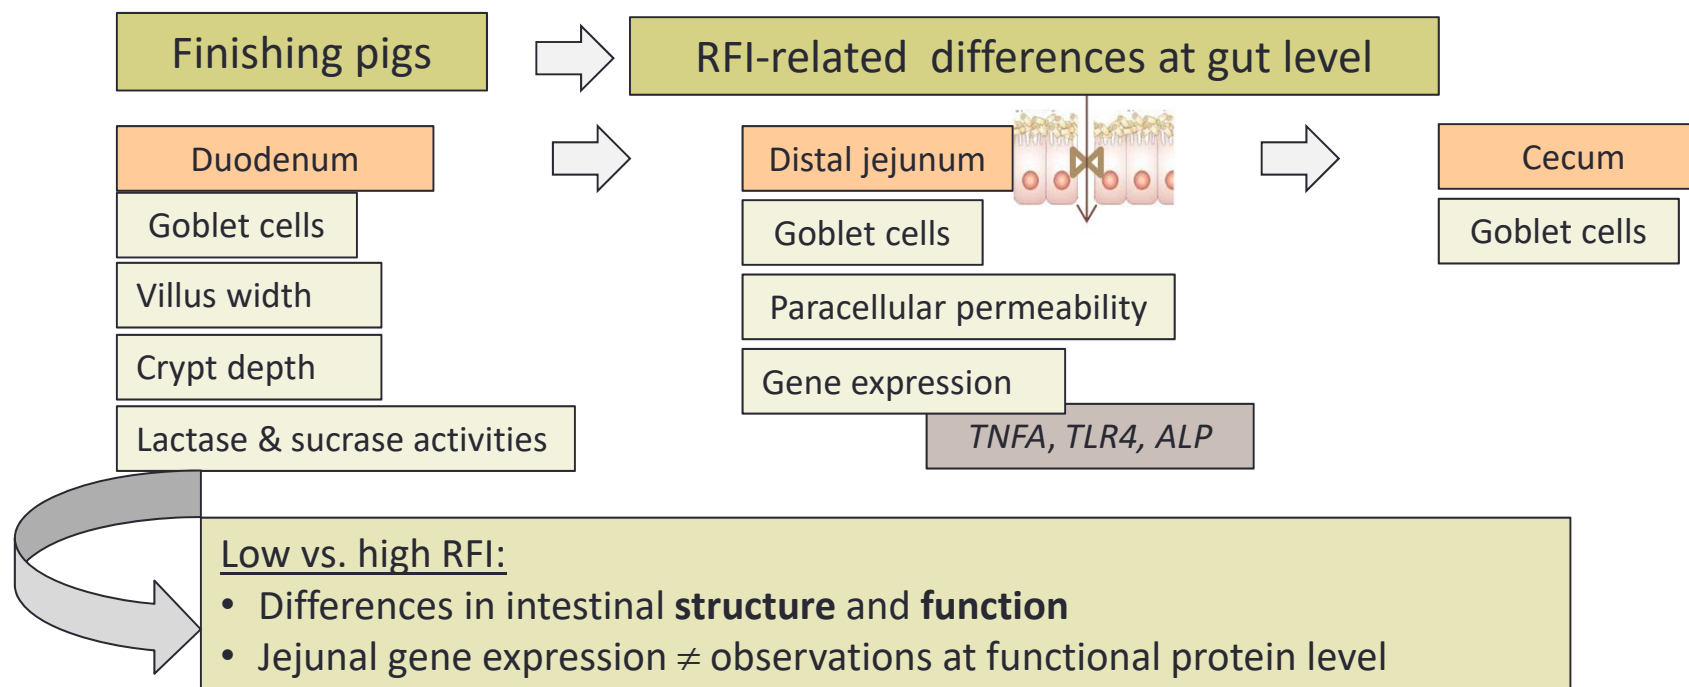 Finishing pigs
RFI-related differences at gut level
Duodenum
Goblet cells
Villus width
Crypt depth
Lactase & sucrase activities
Distal jejunum
Goblet cells
Paracellular permeability
Gene expression
TNFA, TLR4, ALP
Cecum
Goblet cells
Low vs. high RFI:
• Differences in intestinal structure and function
• Jejunal gene expression ≠ observations at functional protein level